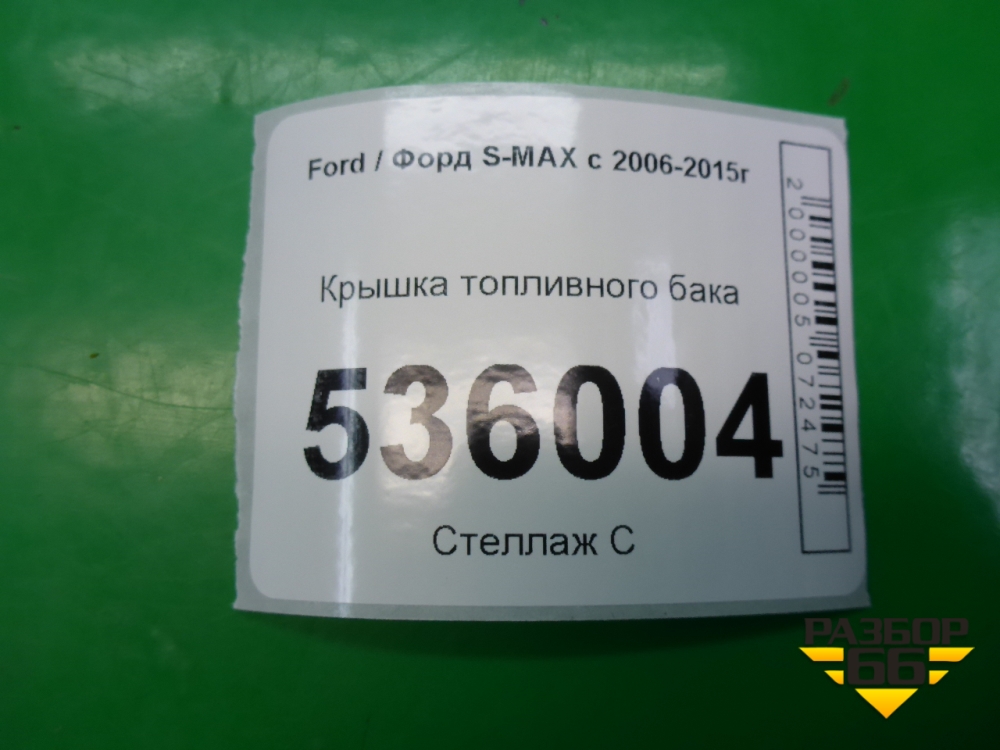 Ford / Форд S-MAX с 2006-2015г
Крышка топливного бака
536004
Стеллаж С
2000005072475
РАЗБОР
66